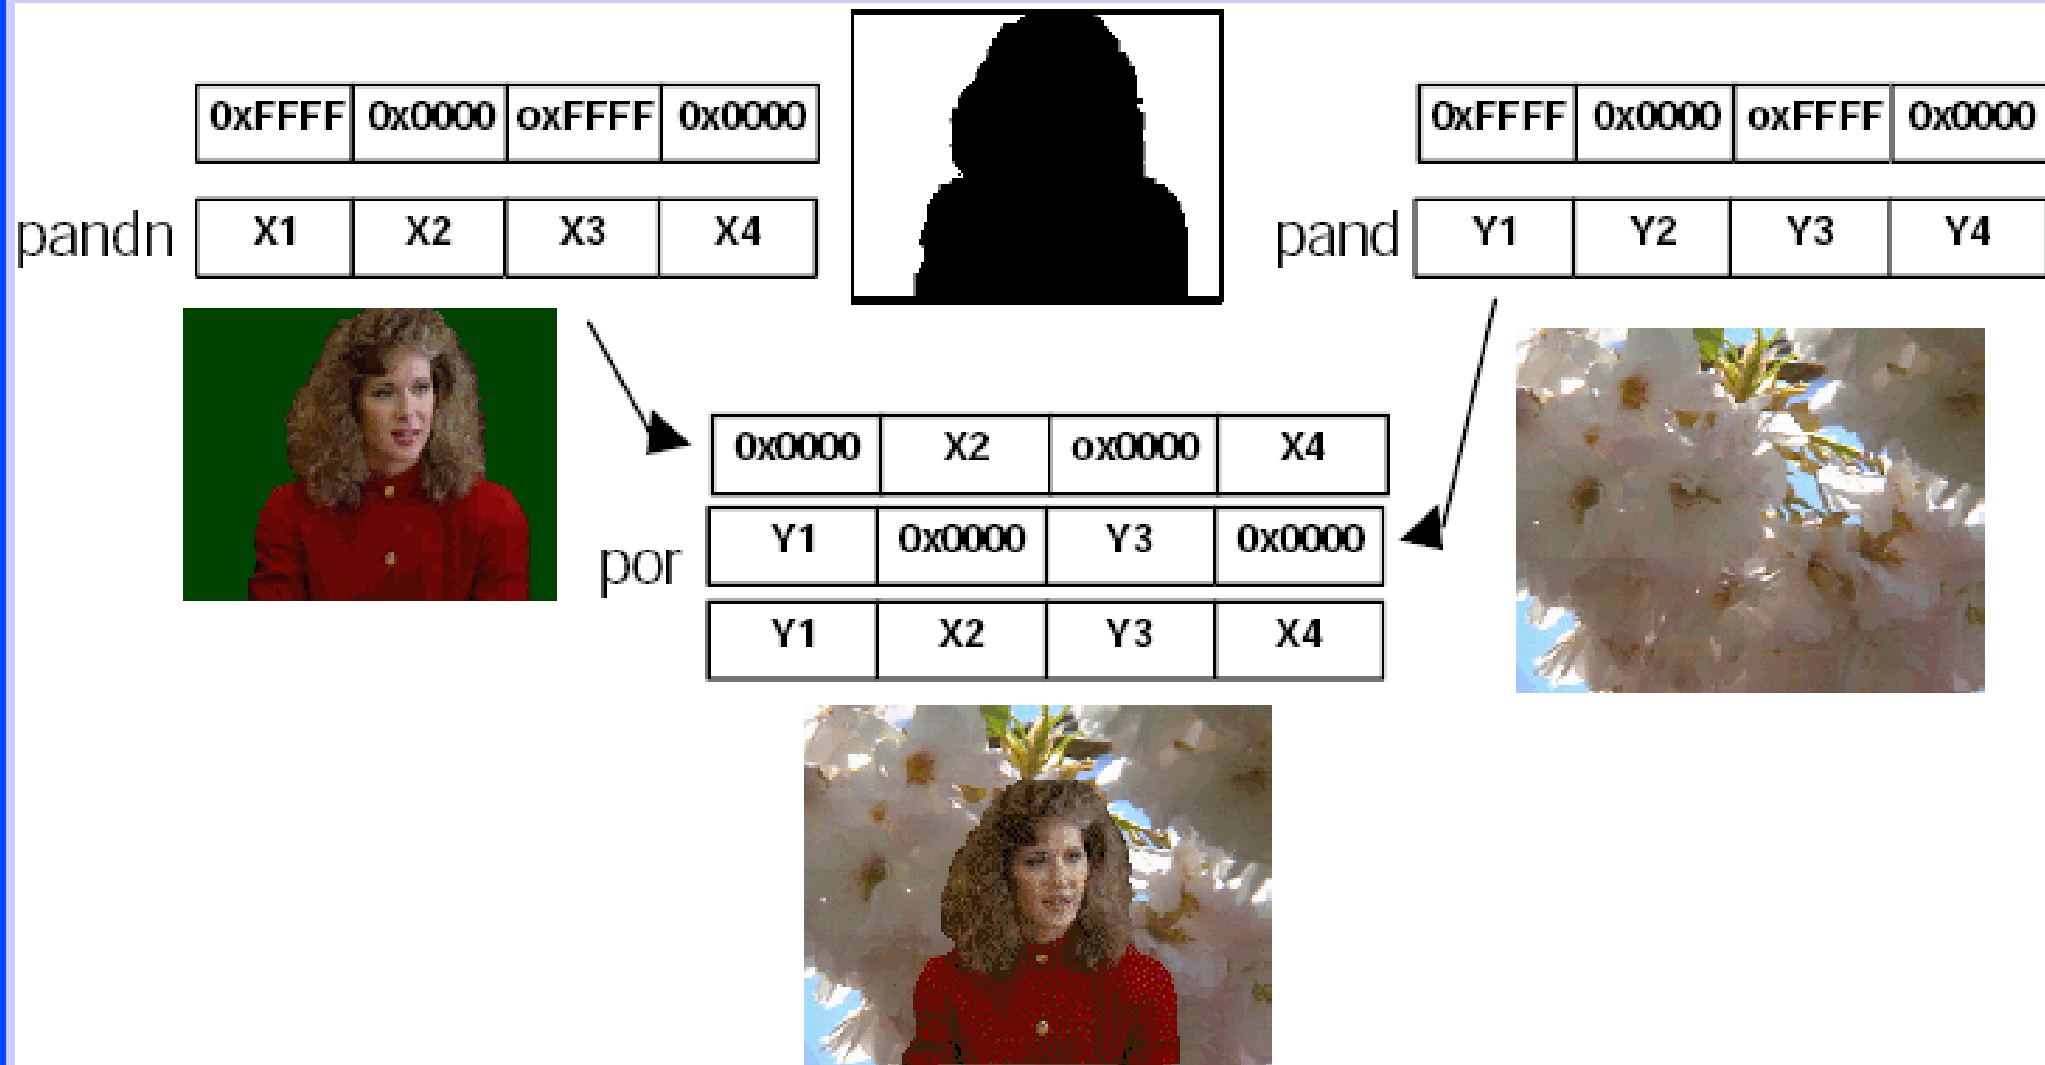 0xFFFF 0x0000 oxFFFF 0x0000
0xFFFF 0x0000 oxFFFF 0x0000
pandn X1 X2 X3 X4
pand Y1 Y2 Y3 Y4
0x0000 X2 ox0000 X4
por Y1 0x0000 Y3 0x0000
Y1 X2 Y3 X4